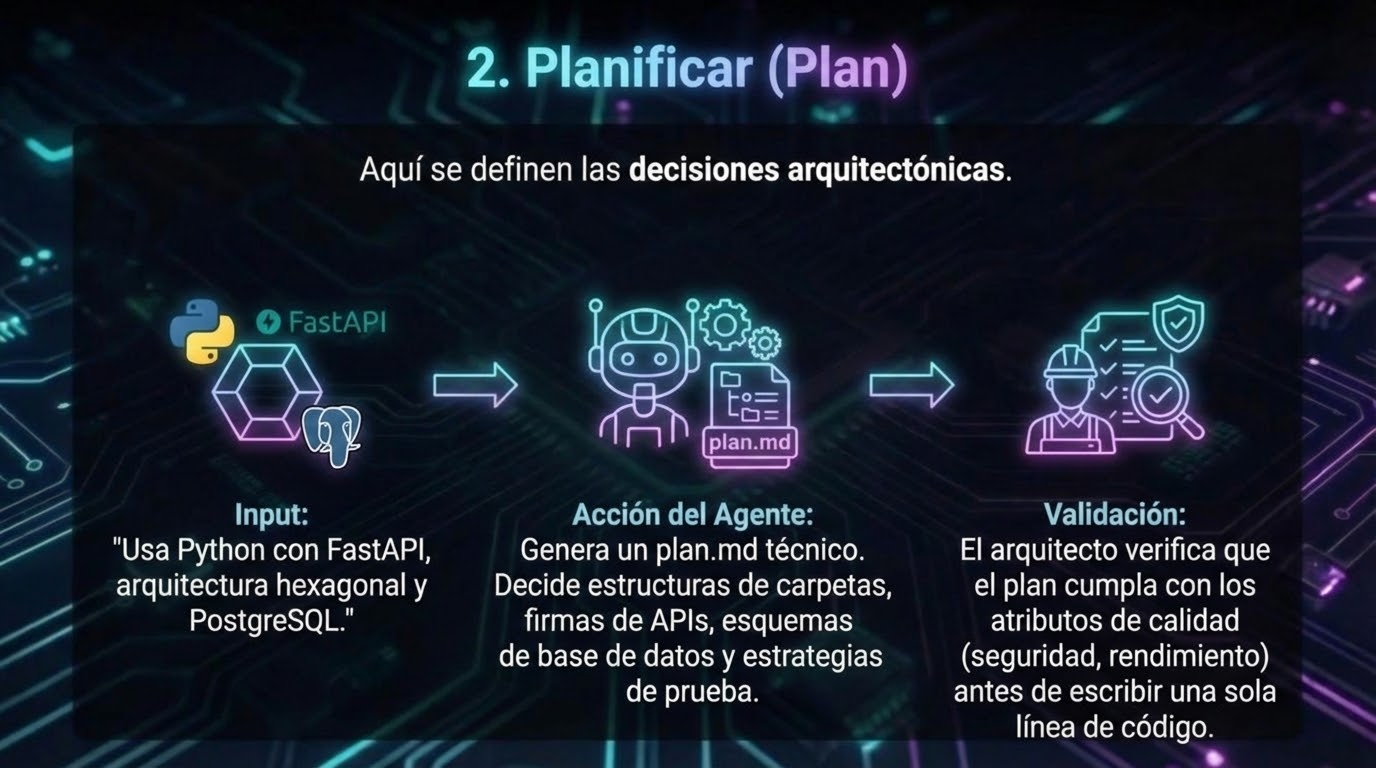 2. Planificar (Plan)
Aquí se definen las decisiones arquitectónicas.
FastAPI
plan.md
Input:
"Usa Python con FastAPI,
arquitectura hexagonal y
PostgreSQL."
Acción del Agente:
Genera un plan.md técnico.
Decide estructuras de carpetas,
firmas de APIs, esquemas
de base de datos y estrategias
de prueba.
Validación:
El arquitecto verifica que
el plan cumpla con los
atributos de calidad
(seguridad, rendimiento)
antes de escribir una sola
línea de código.